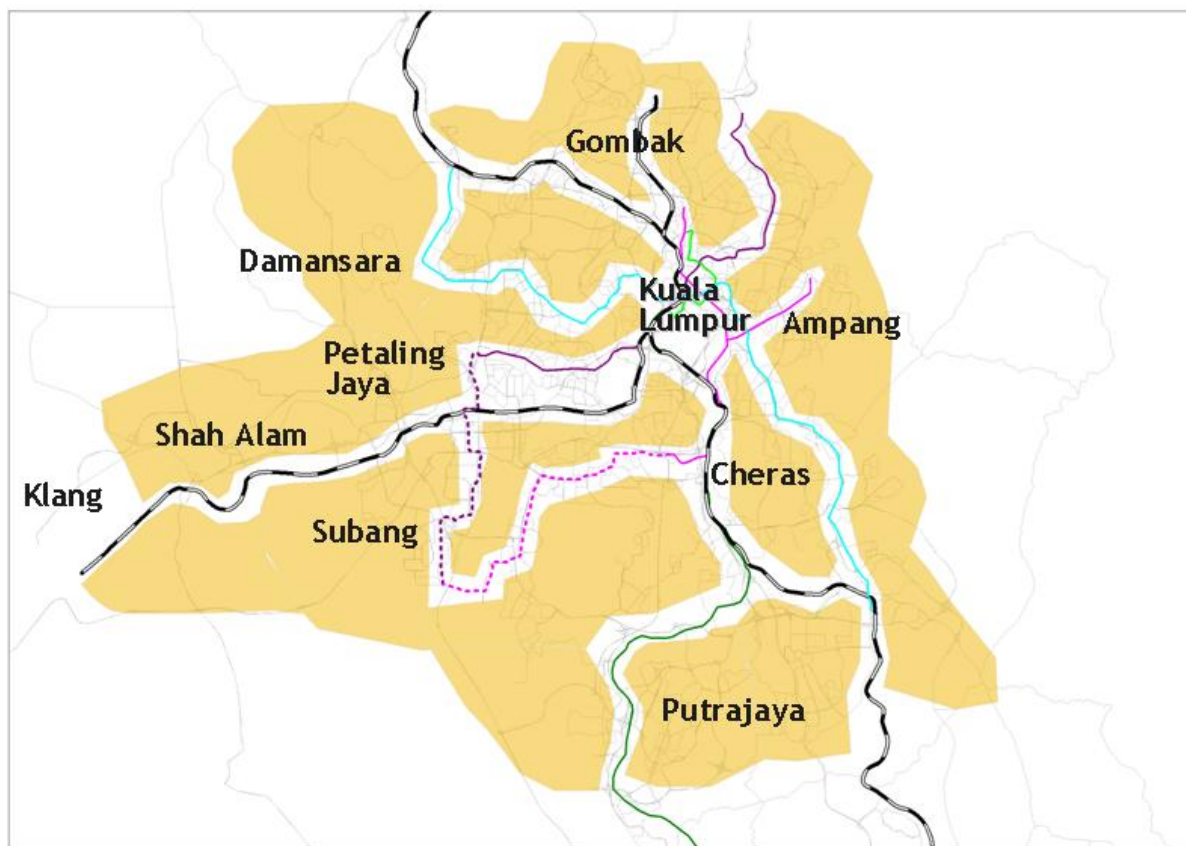 Gombak
Damansara
Kuala
Lumpur
Ampang
Petaling
Jaya
Shah Alam
Klang
Cheras
Subang
Putrajaya